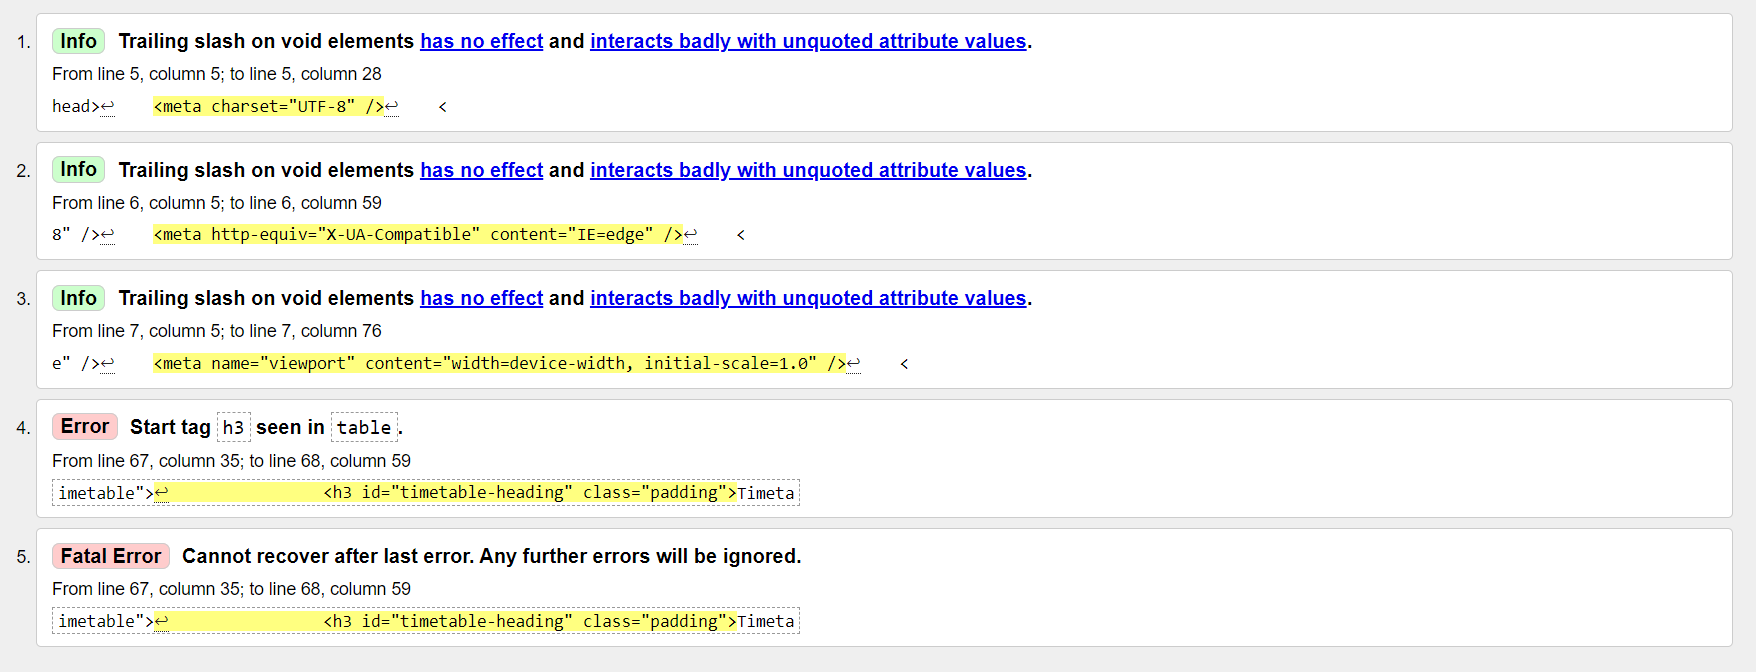 1. Info Trailing slash on void elements has no effect and interacts badly with unquoted attribute values.
From line 5, column 5; to line 5, column 28
head>↩    <meta charset="UTF-8" />↩    <
2. Info Trailing slash on void elements has no effect and interacts badly with unquoted attribute values.
From line 6, column 5; to line 6, column 59
8" />↩    <meta http-equiv="X-UA-Compatible" content="IE=edge" />↩    <
3. Info Trailing slash on void elements has no effect and interacts badly with unquoted attribute values.
From line 7, column 5; to line 7, column 76
e" />↩    <meta name="viewport" content="width=device-width, initial-scale=1.0" />↩    <
4. Error Start tag h3 seen in table.
From line 67, column 35; to line 68, column 59
imetable">↩                <h3 id="timetable-heading" class="padding">Timeta
5. Fatal Error Cannot recover after last error. Any further errors will be ignored.
From line 67, column 35; to line 68, column 59
imetable">↩                <h3 id="timetable-heading" class="padding">Timeta